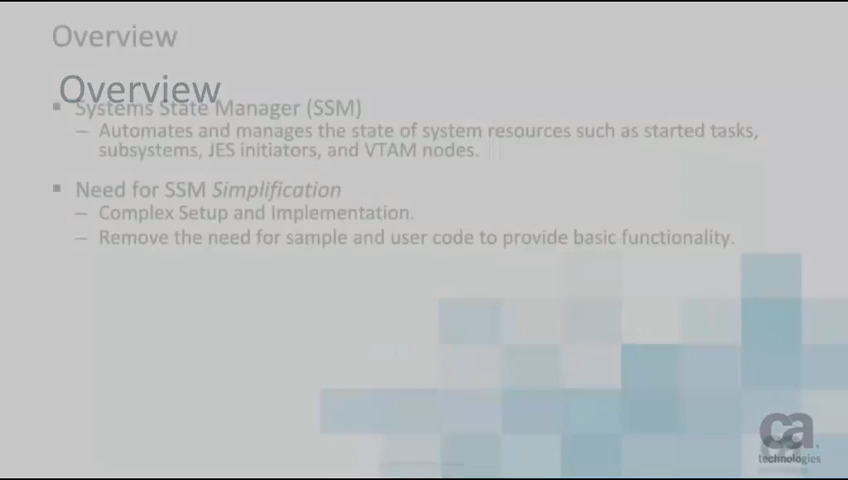 Overview
Overview
▪ Systems State Manager (SSM)
– Automates and manages the state of system resources such as started tasks,
subsystems, JES initiators, and VTAM nodes.
▪ Need for SSM Simplification
– Complex Setup and Implementation.
– Remove the need for sample and user code to provide basic functionality.
ca
technologies